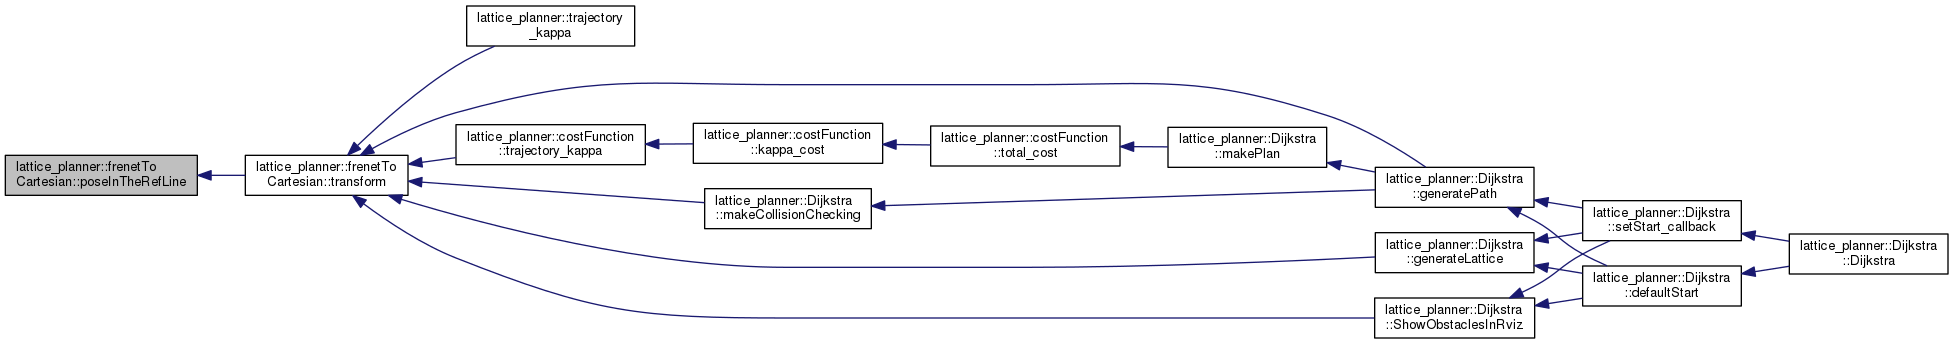 lattice_planner::trajectory
_kappa
lattice_planner::frenetTo
Cartesian::poseInTheRefLine
lattice_planner::frenetTo
Cartesian::transform
lattice_planner::costFunction
::trajectory_kappa
lattice_planner::costFunction
::kappa_cost
lattice_planner::costFunction
::total_cost
lattice_planner::Dijkstra
::makePlan
lattice_planner::Dijkstra
::makeCollisionChecking
lattice_planner::Dijkstra
::generatePath
lattice_planner::Dijkstra
::generateLattice
lattice_planner::Dijkstra
::ShowObstaclesInRviz
lattice_planner::Dijkstra
::setStart_callback
lattice_planner::Dijkstra
::defaultStart
lattice_planner::Dijkstra
::Dijkstra